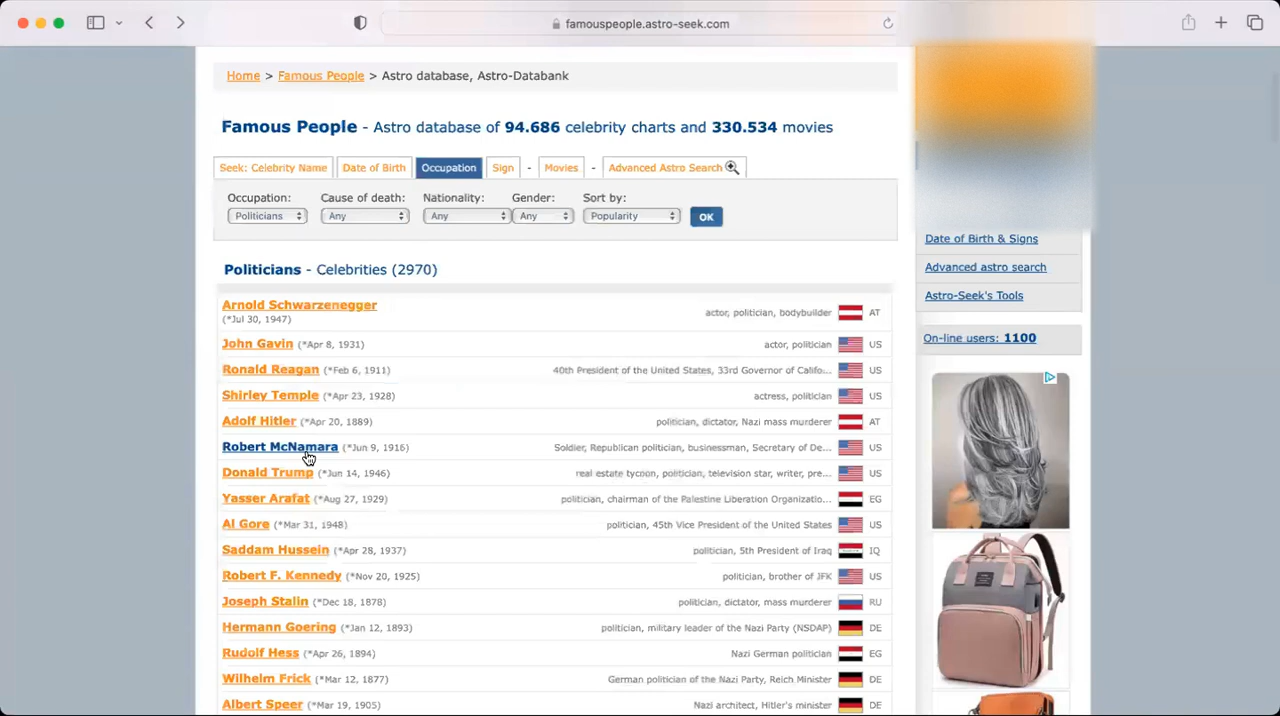 famouspeople.astro-seek.com
Home > Famous People > Astro database, Astro-Databank
Famous People - Astro database of 94.686 celebrity charts and 330.534 movies
Seek: Celebrity Name Date of Birth Occupation Sign - Movies - Advanced Astro Search
Occupation: Cause of death: Nationality: Gender: Sort by:
Politicians Any Any Any Popularity OK
Date of Birth & Signs
Advanced astro search
Astro-Seek's Tools
On-line users: 1100
Politicians - Celebrities (2970)
Arnold Schwarzenegger
(*Jul 30, 1947) actor, politician, bodybuilder AT
John Gavin (*Apr 8, 1931) actor, politician US
Ronald Reagan (*Feb 6, 1911) 40th President of the United States, 33rd Governor of Califo... US
Shirley Temple (*Apr 23, 1928) actress, politician US
Adolf Hitler (*Apr 20, 1889) politician, dictator, Nazi mass murderer AT
Robert McNamara (*Jun 9, 1916) Soldier, Republican politician, businessman, Secretary of De... US
Donald Trump (*Jun 14, 1946) real estate tycoon, politician, television star, writer, pre... US
Yasser Arafat (*Aug 27, 1929) politician, chairman of the Palestine Liberation Organizatio... EG
Al Gore (*Mar 31, 1948) politician, 45th Vice President of the United States US
Saddam Hussein (*Apr 28, 1937) politician, 5th President of Iraq IQ
Robert F. Kennedy (*Nov 20, 1925) politician, brother of JFK US
Joseph Stalin (*Dec 18, 1878) politician, dictator, mass murderer RU
Hermann Goering (*Jan 12, 1893) politician, military leader of the Nazi Party (NSDAP) DE
Rudolf Hess (*Apr 26, 1894) Nazi German politician EG
Wilhelm Frick (*Mar 12, 1877) German politician of the Nazi Party, Reich Minister DE
Albert Speer (*Mar 19, 1905) Nazi architect, Hitler's minister DE